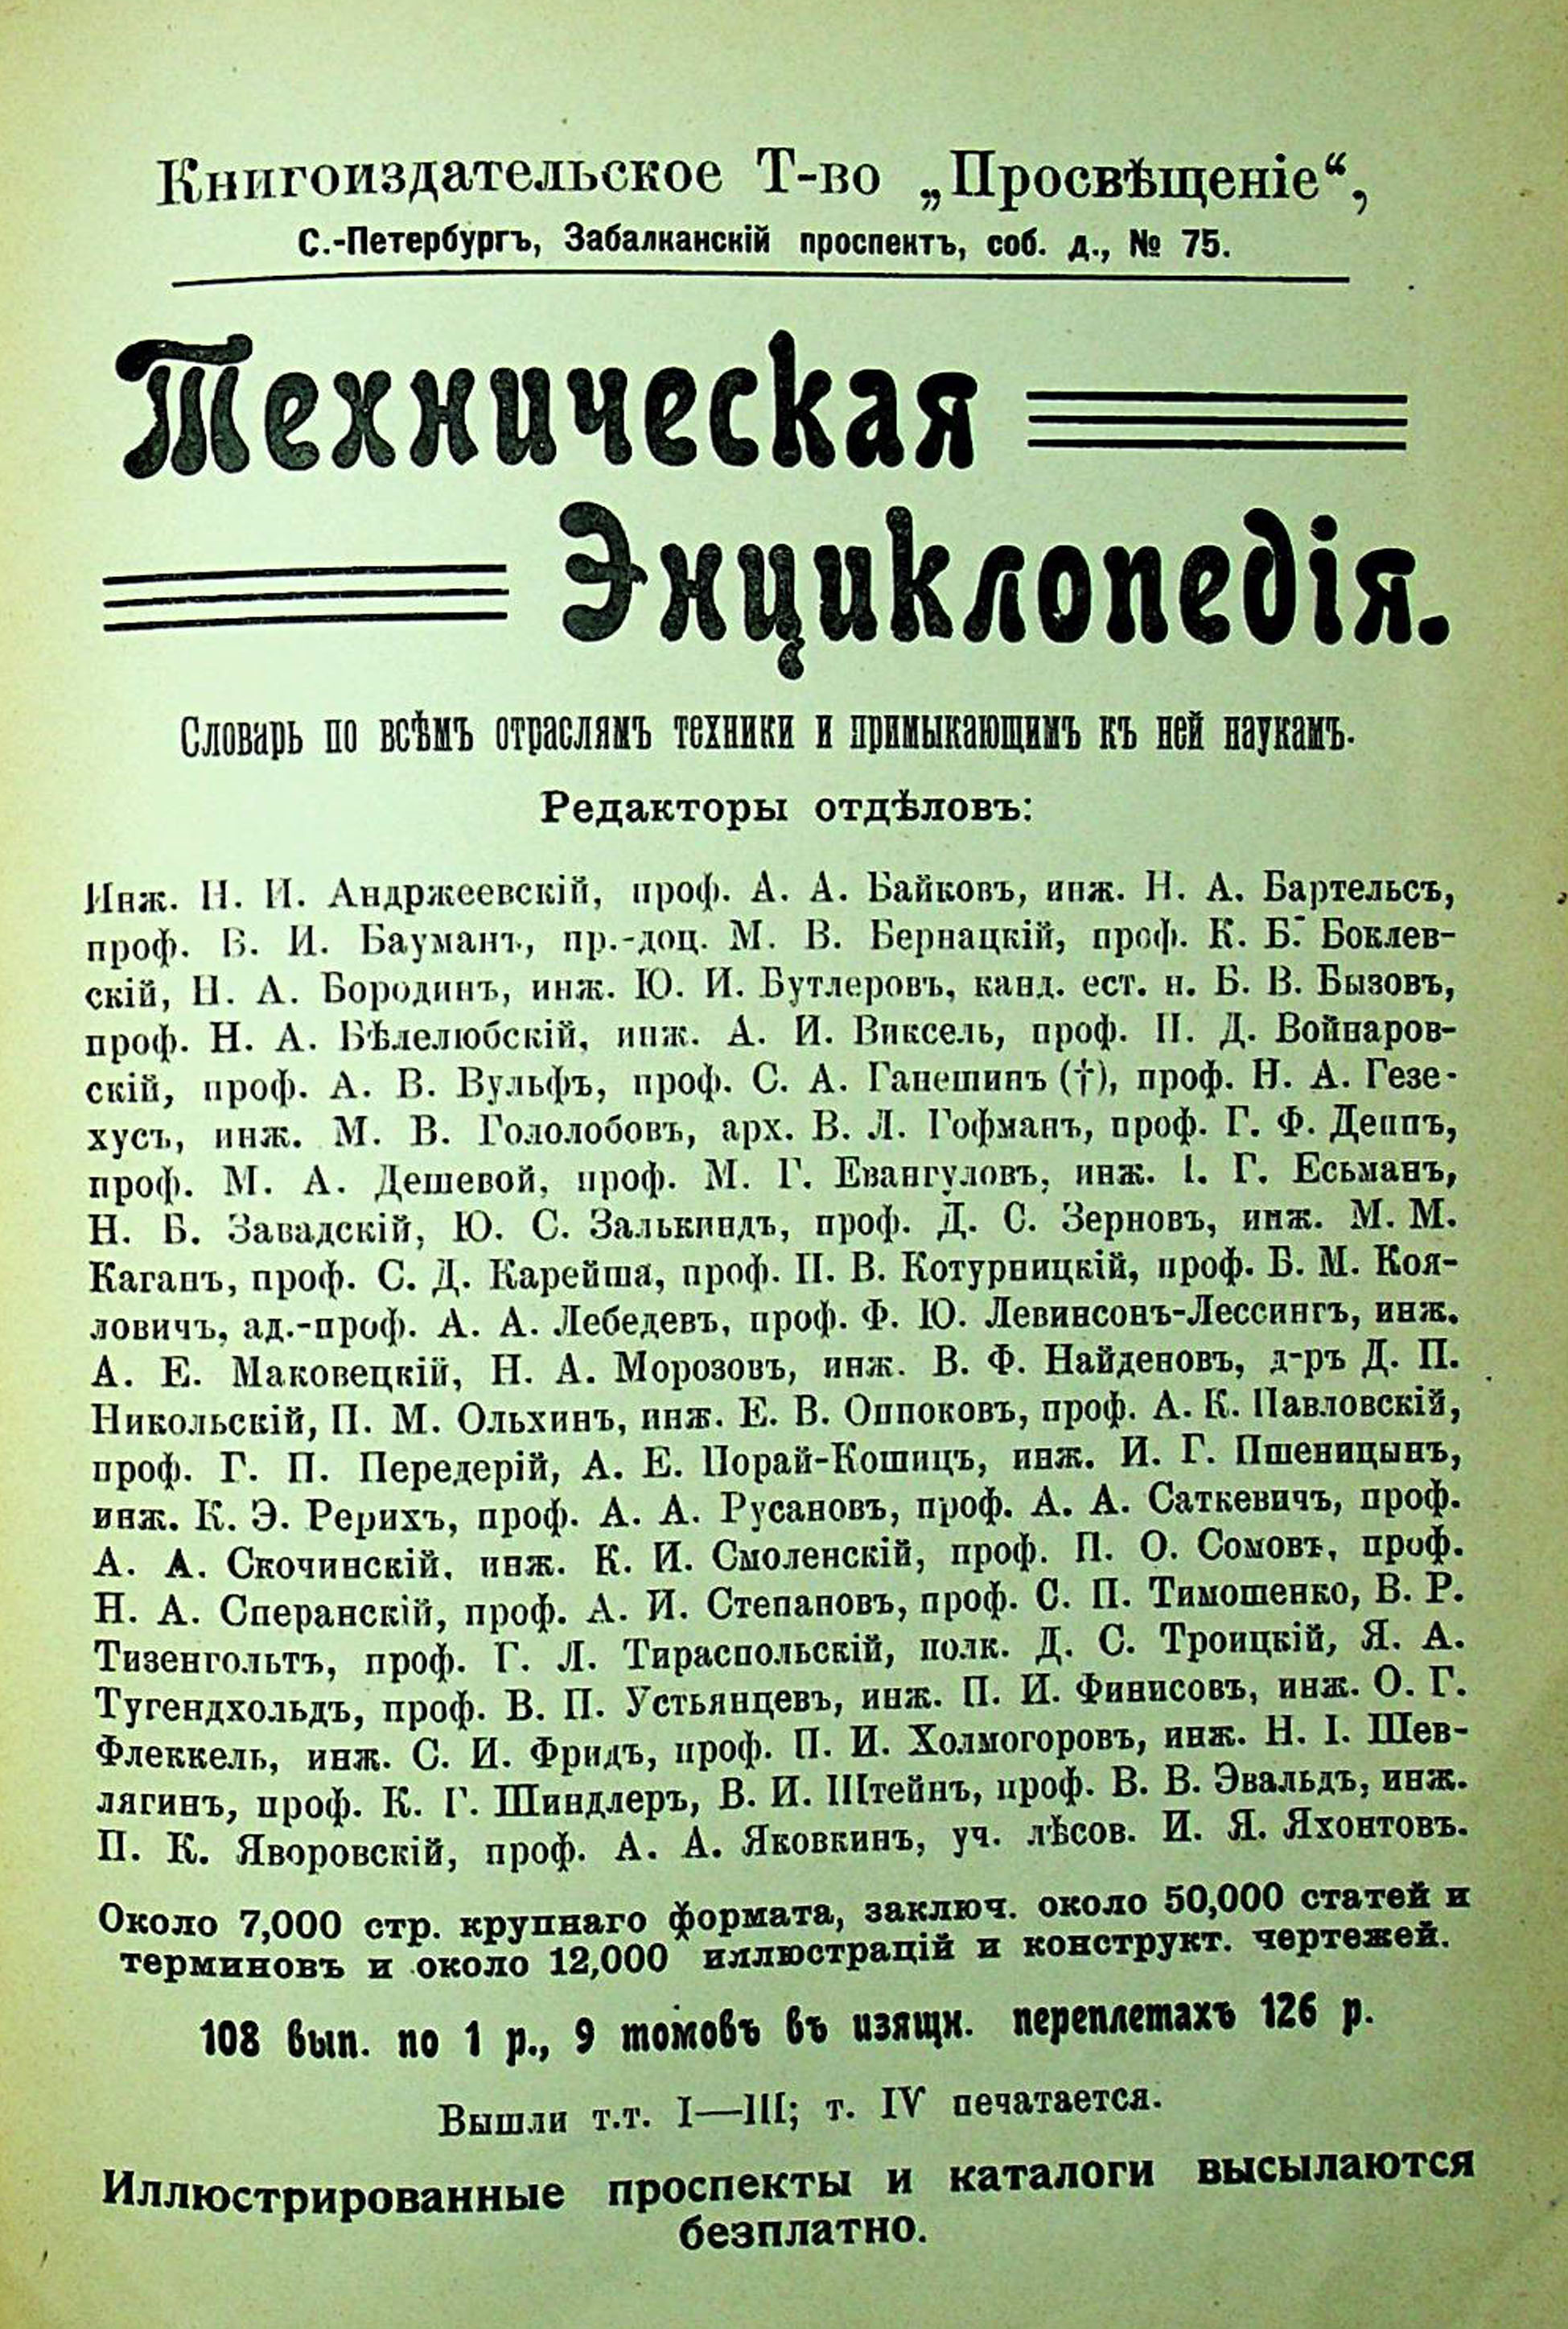 Книгоиздательское Т-во „Просвѣщеніе“,
С.-Петербургъ, Забалканскій проспектъ, соб. д., № 75.
Техническая
Энциклопедія.
Словарь по всѣмъ отраслямъ техники и примыкающимъ къ ней наукамъ.
Редакторы отдѣловъ:
Инж. Н. И. Андржеевскій, проф. А. А. Байковъ, инж. Н. А. Бартельсъ,
проф. В. И. Бауманъ, пр.-доц. М. В. Бернацкій, проф. К. Б. Боклев-
скій, Н. А. Бородинъ, инж. Ю. И. Бутлеровъ, канд. ест. н. Б. В. Бызовъ,
проф. Н. А. Бѣлелюбскій, инж. А. И. Виксель, проф. П. Д. Войнаров-
скій, проф. А. В. Вульфъ, проф. С. А. Ганешинъ (†), проф. Н. А. Гезе-
хусъ, инж. М. В. Гололобовъ, арх. В. Л. Гофманъ, проф. Г. Ф. Деппъ,
проф. М. А. Дешевой, проф. М. Г. Евангуловъ, инж. І. Г. Есьманъ,
Н. Б. Завадскій, Ю. С. Залькиндъ, проф. Д. С. Зерновъ, инж. М. М.
Каганъ, проф. С. Д. Карейша, проф. П. В. Котурницкій, проф. Б. М. Коя-
ловичъ, ад.-проф. А. А. Лебедевъ, проф. Ф. Ю. Левинсонъ-Лессингъ, инж.
А. Е. Маковецкій, Н. А. Морозовъ, инж. В. Ф. Найденовъ, д-ръ Д. П.
Никольскій, П. М. Ольхинъ, инж. Е. В. Оппоковъ, проф. А. К. Павловскій,
проф. Г. П. Передерій, А. Е. Порай-Кошицъ, инж. И. Г. Пшеницынъ,
инж. К. Э. Рерихъ, проф. А. А. Русановъ, проф. А. А. Саткевичъ, проф.
А. А. Скочинскій, инж. К. И. Смоленскій, проф. П. О. Сомовъ, проф.
Н. А. Сперанскій, проф. А. И. Степановъ, проф. С. П. Тимошенко, В. Р.
Тизенгольтъ, проф. Г. Л. Тираспольскій, полк. Д. С. Троицкій, Я. А.
Тугендхольдъ, проф. В. П. Устьянцевъ, инж. П. И. Финисовъ, инж. О. Г.
Флеккель, инж. С. И. Фридъ, проф. П. И. Холмогоровъ, инж. Н. І. Шев-
лягинъ, проф. К. Г. Шиндлеръ, В. И. Штейнъ, проф. В. В. Эвальдъ, инж.
П. К. Яворовскій, проф. А. А. Яковкинъ, уч. лѣсов. И. Я. Яхонтовъ.
Около 7,000 стр. крупнаго формата, заключ. около 50,000 статей и
терминовъ и около 12,000 иллюстрацій и конструкт. чертежей.
108 вып. по 1 р., 9 томовъ въ изящн. переплетахъ 126 р.
Вышли т.т. I—III; т. IV печатается.
Иллюстрированные проспекты и каталоги высылаются
безплатно.